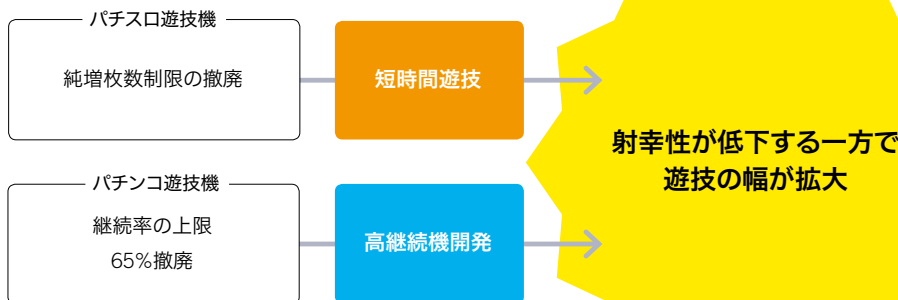 パチスロ遊技機
純増枚数制限の撤廃
短時間遊技
射幸性が低下する一方で
遊技の幅が拡大
パチンコ遊技機
継続率の上限
65%撤廃
高継続機開発